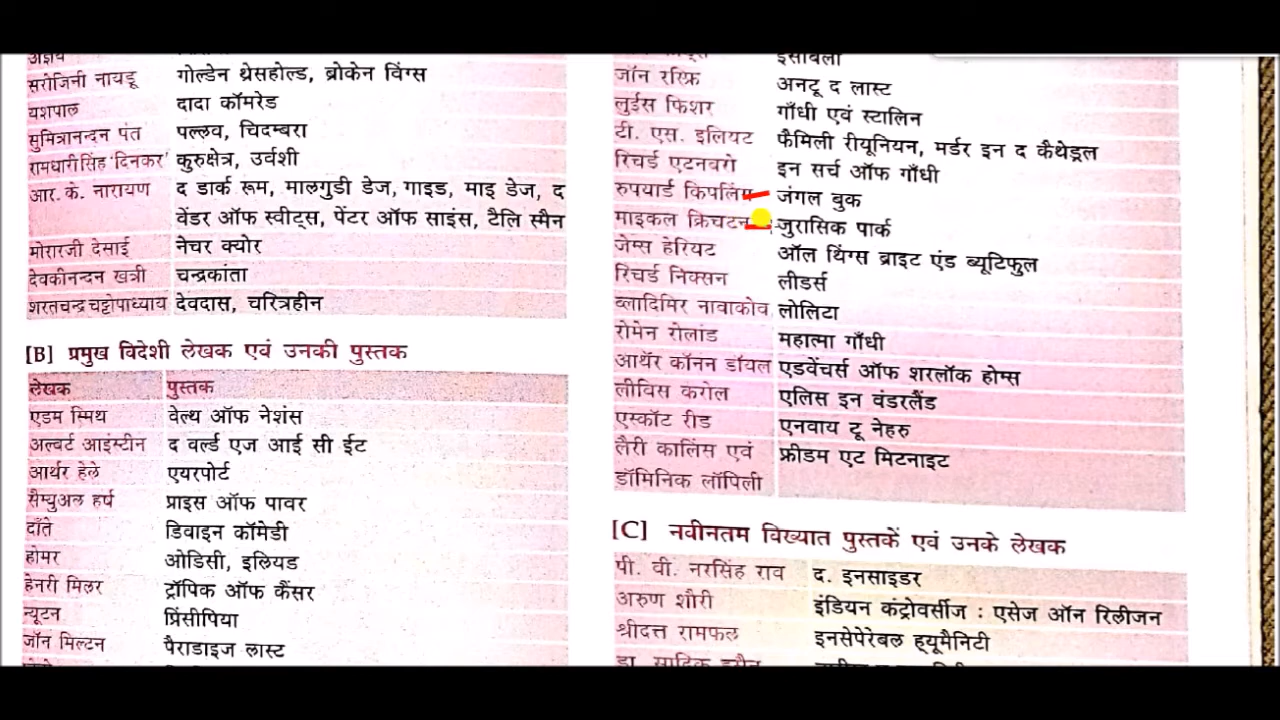 सरोजिनी नायडू गोल्डेन थ्रेसहोल्ड, ब्रोकेन विंग्स
यशपाल दादा कॉमरेड
सुमित्रानन्दन पंत पल्लव, चिदम्बरा
रामधारीसिंह 'दिनकर' कुरुक्षेत्र, उर्वशी
आर. के. नारायण द डार्क रूम, मालगुडी डेज, गाइड, माइ डेज, द
वेंडर ऑफ स्वीट्स, पेंटर ऑफ साइंस, टैलि स्मैन
मोरारजी देसाई नेचर क्योर
देवकीनन्दन खत्री चन्द्रकांता
शरतचन्द्र चट्टोपाध्याय देवदास, चरित्रहीन
[B] प्रमुख विदेशी लेखक एवं उनकी पुस्तक
लेखक पुस्तक
एडम स्मिथ वेल्थ ऑफ नेशंस
अल्बर्ट आइंस्टीन द वर्ल्ड एज आई सी ईट
आर्थर हेले एयरपोर्ट
सैम्युअल हर्ष प्राइस ऑफ पावर
दाँते डिवाइन कॉमेडी
होमर ओडिसी, इलियड
हेनरी मिलर ट्रॉपिक ऑफ कैंसर
न्यूटन प्रिंसीपिया
जॉन मिल्टन पैराडाइज लास्ट
जॉन रस्क्रि अनटू द लास्ट
लुईस फिशर गाँधी एवं स्टालिन
टी. एस. इलियट फैमिली रीयूनियन, मर्डर इन द कैथेड्रल
रिचर्ड एटनबरो इन सर्च ऑफ गाँधी
रुपयार्ड किपलिंग जंगल बुक
माइकल क्रिचटन जुरासिक पार्क
जेम्स हेरियट ऑल थिंग्स ब्राइट एंड ब्यूटिफुल
रिचर्ड निक्सन लीडर्स
ब्लादिमिर नावाकोव लोलिटा
रोमेन रोलांड महात्मा गाँधी
आर्थर कॉनन डॉयल एडवेंचर्स ऑफ शरलॉक होम्स
लीविस करोल एलिस इन वंडरलैंड
एस्कॉट रीड एनवाय टू नेहरु
लैरी कालिंस एवं फ्रीडम एट मिटनाइट
डॉमिनिक लॉपिली
[C] नवीनतम विख्यात पुस्तकें एवं उनके लेखक
पी. वी. नरसिंह राव द. इनसाइडर
अरुण शौरी इंडियन कंट्रोवर्सीज : एसेज ऑन रिलीजन
श्रीदत्त रामफल इनसेपेरेबल ह्यूमैनिटी